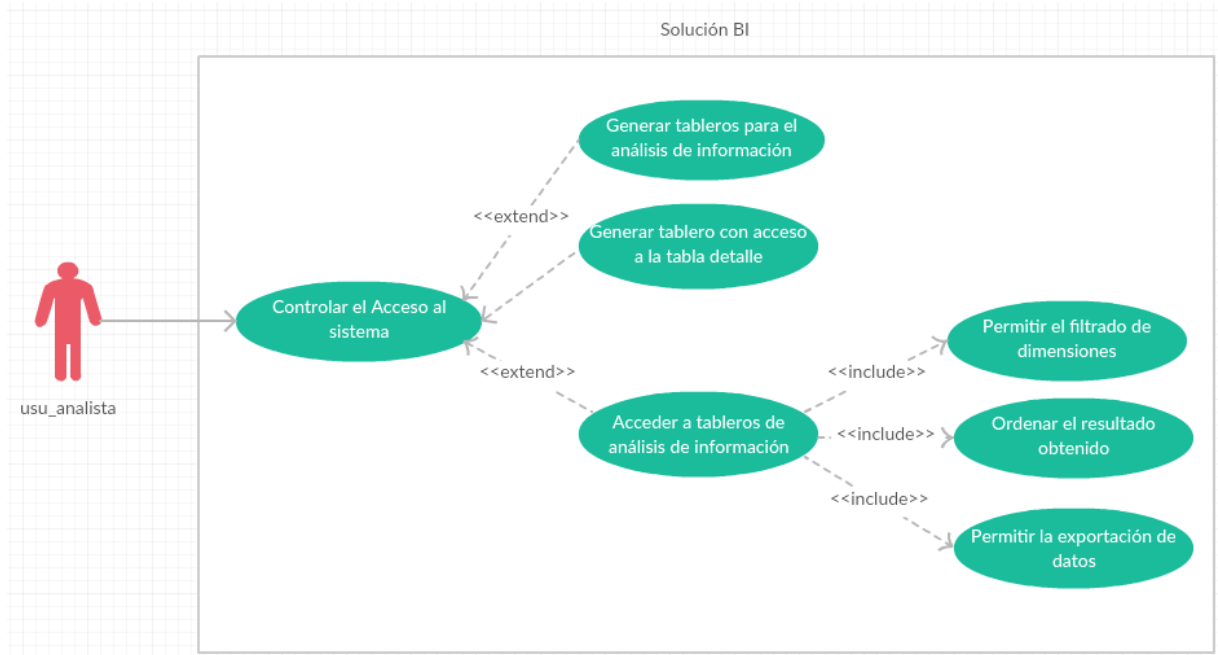 Solución BI
Generar tableros para el
análisis de información
<<extend>>
Generar tablero con acceso
a la tabla detalle
Controlar el Acceso al
sistema
usu_analista
<<extend>>
Acceder a tableros de
análisis de información
<<include>>
Permitir el filtrado de
dimensiones
<<include>>
Ordenar el resultado
obtenido
<<include>>
Permitir la exportación de
datos